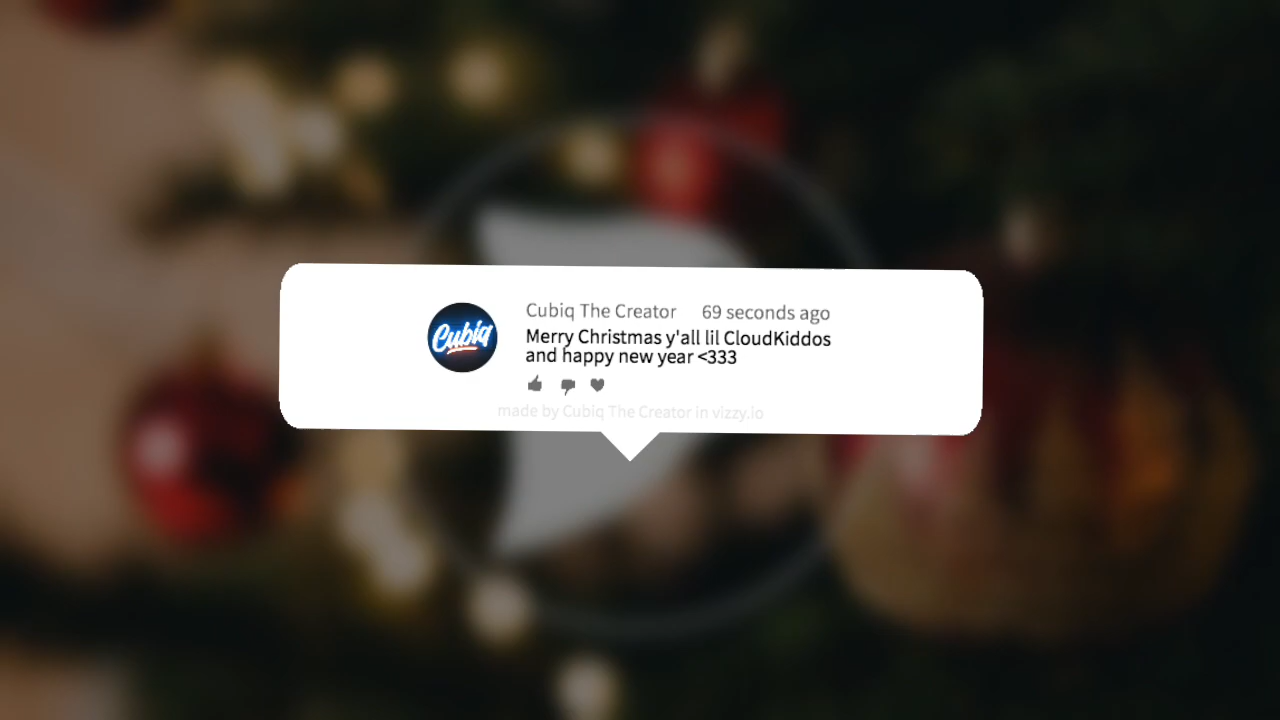 Cubiq The Creator 69 seconds ago
Cubiq
Merry Christmas y'all lil CloudKiddos
and happy new year <333
made by Cubiq The Creator in vizzy.io